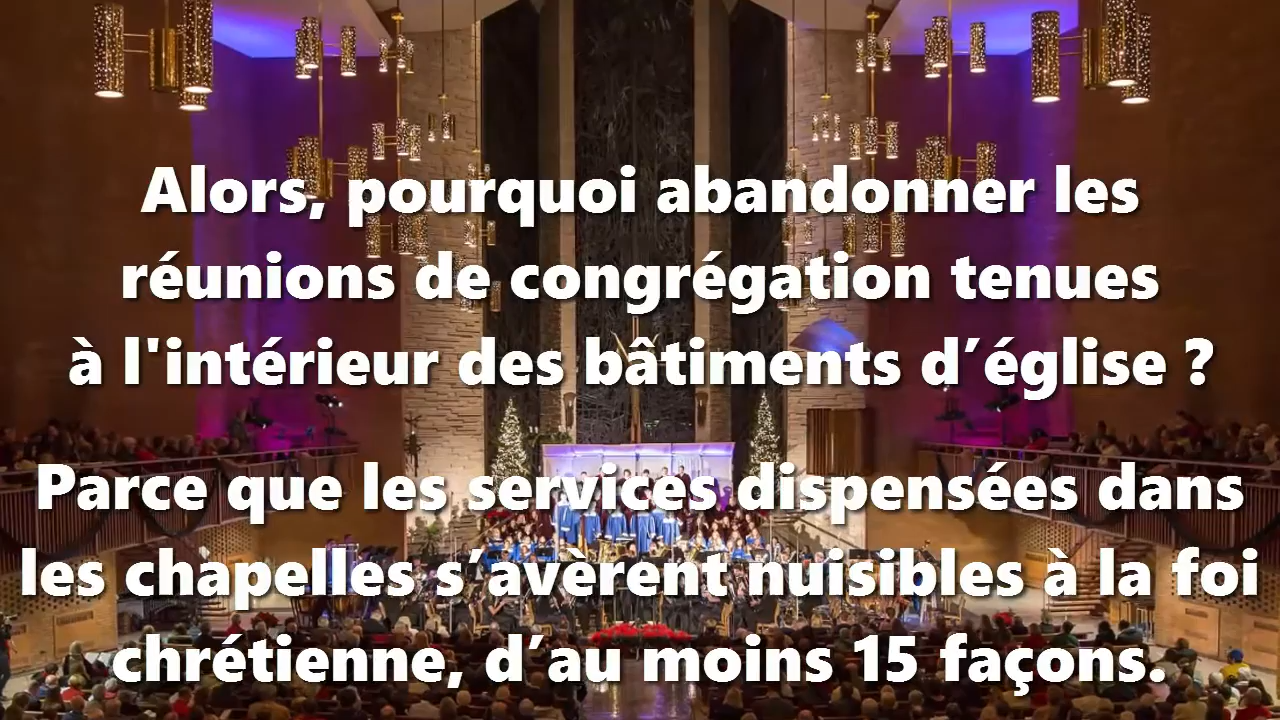 Alors, pourquoi abandonner les
réunions de congrégation tenues
à l'intérieur des bâtiments d′église ?
Parce que les services dispensées dans
les chapelles s′avèrent nuisibles à la foi
chrétienne, d′au moins 15 façons.